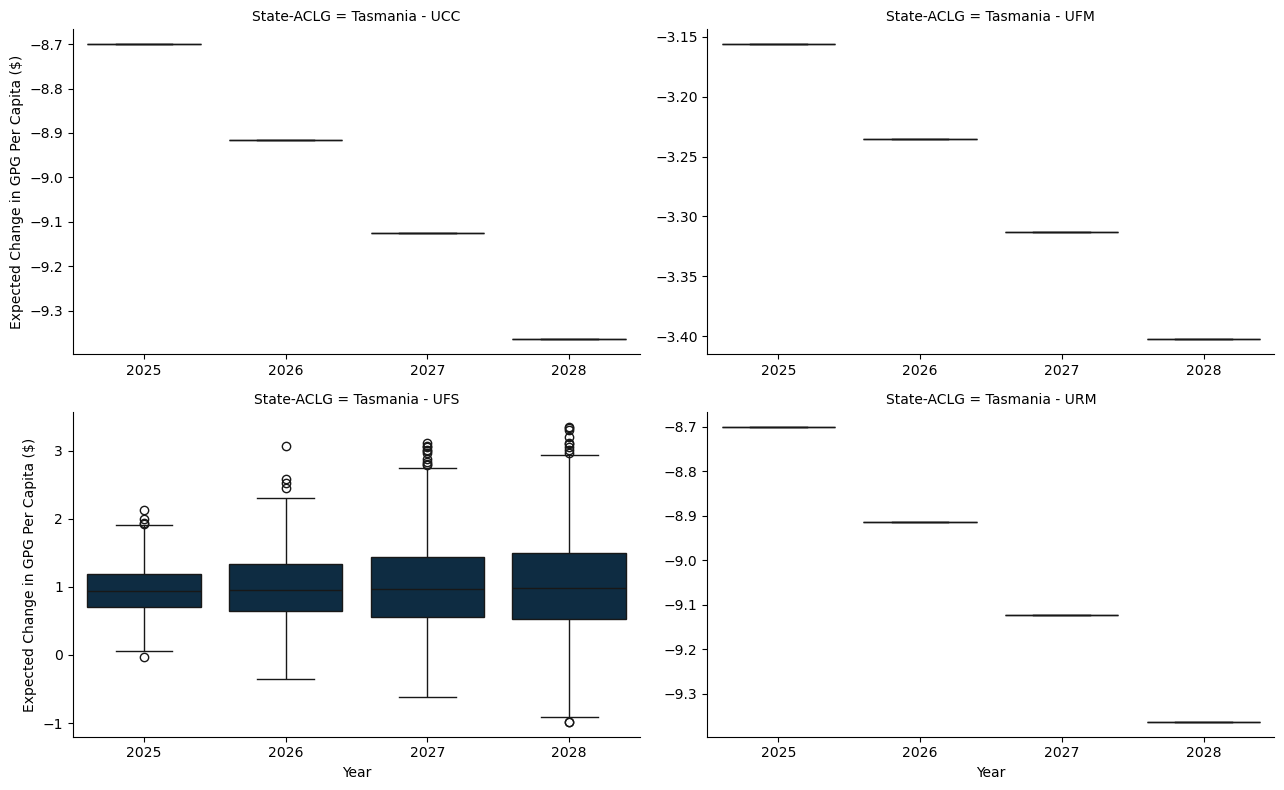 State-ACLG = Tasmania - UCC
Expected Change in GPG Per Capita ($)
−8.7
−8.8
−8.9
−9.0
−9.1
−9.2
−9.3
2025 2026 2027 2028
State-ACLG = Tasmania - UFM
−3.15
−3.20
−3.25
−3.30
−3.35
−3.40
2025 2026 2027 2028
State-ACLG = Tasmania - UFS
Expected Change in GPG Per Capita ($)
3
2
1
0
−1
2025 2026 2027 2028
Year
State-ACLG = Tasmania - URM
−8.7
−8.8
−8.9
−9.0
−9.1
−9.2
−9.3
2025 2026 2027 2028
Year